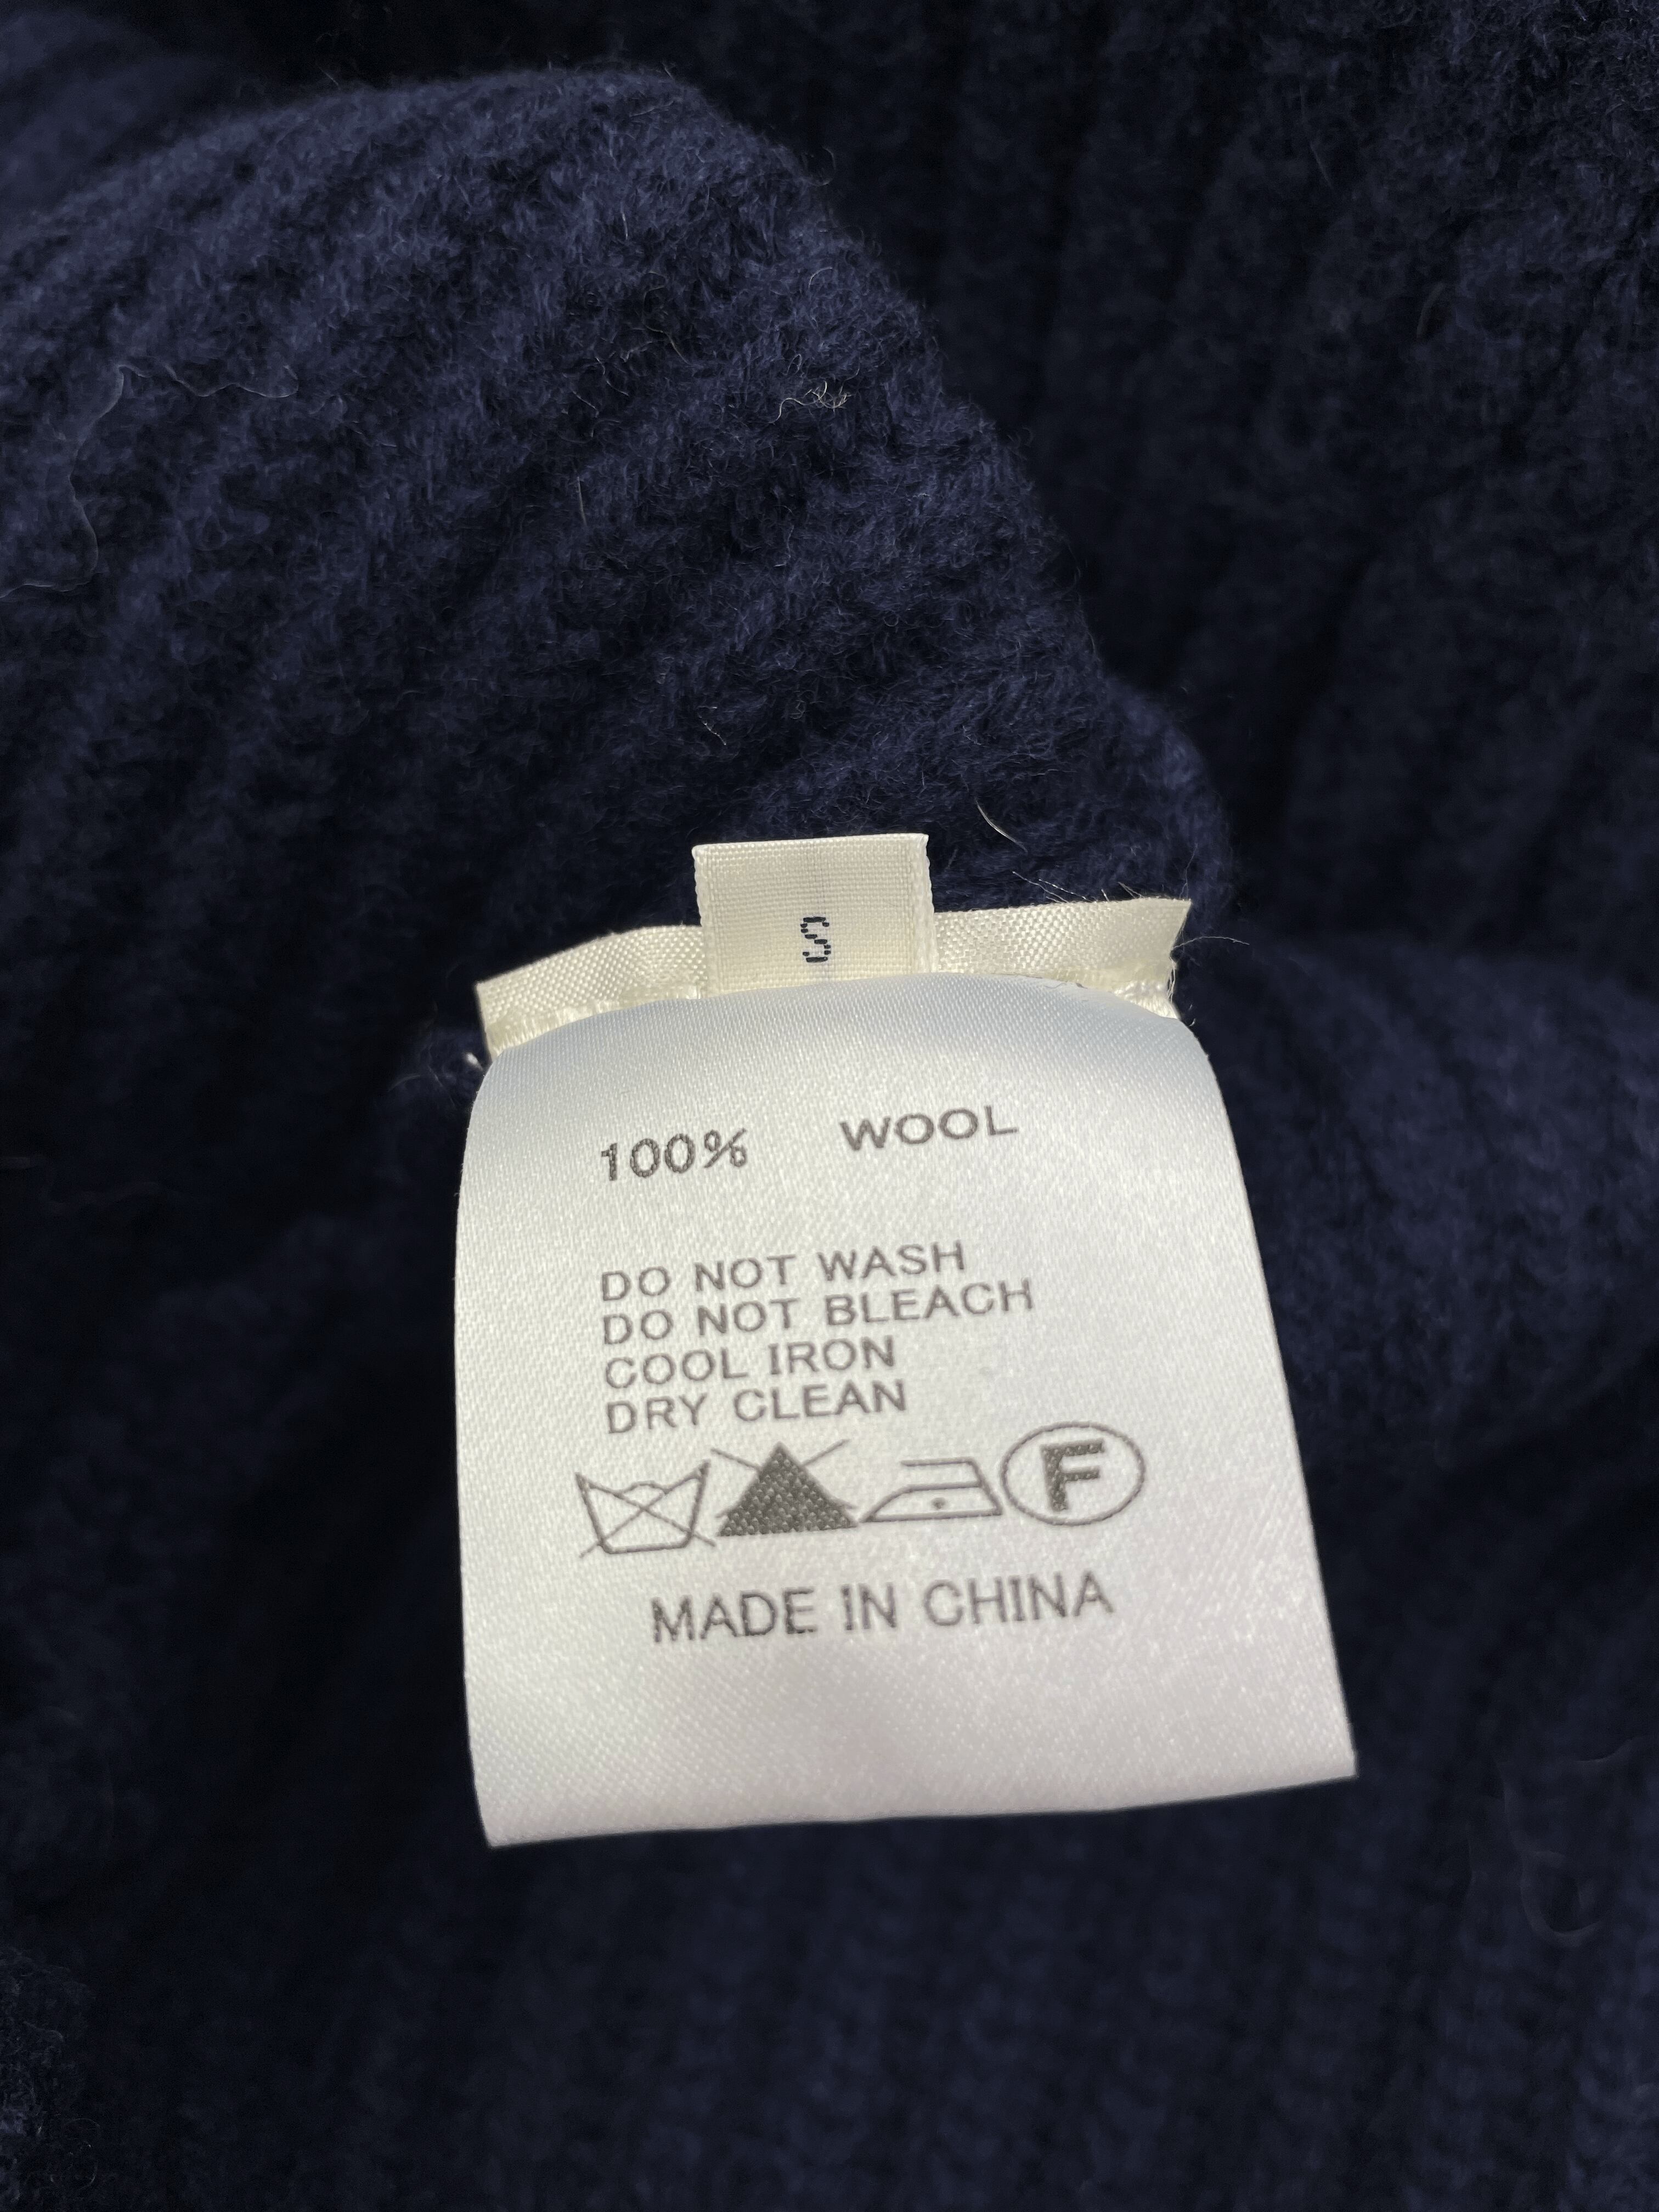 S
100% WOOL
DO NOT WASH
DO NOT BLEACH
COOL IRON
DRY CLEAN
F
MADE IN CHINA